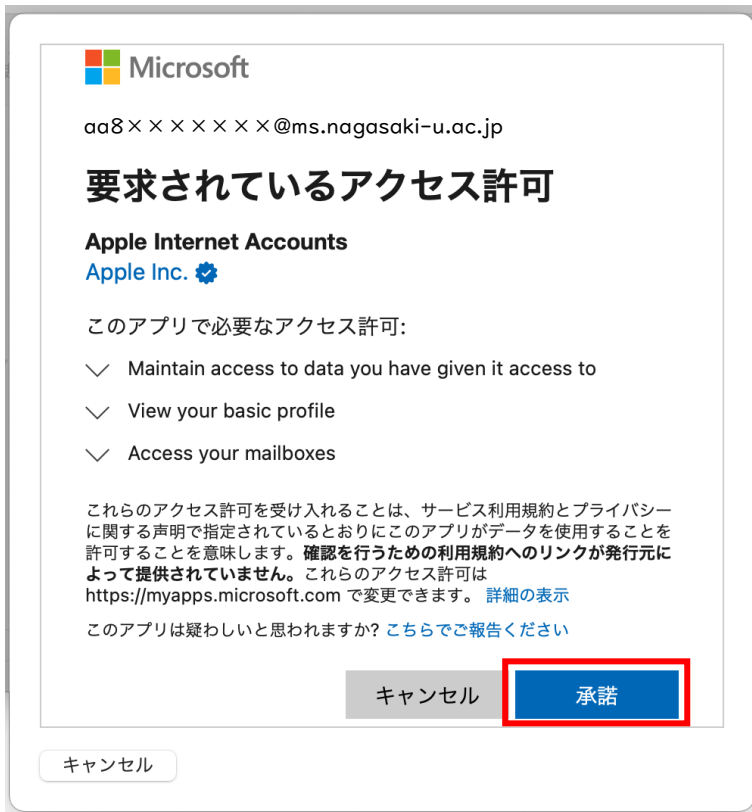 Microsoft
aa8×××××××@ms.nagasaki-u.ac.jp
要求されているアクセス許可
Apple Internet Accounts
Apple Inc.
このアプリで必要なアクセス許可:
Maintain access to data you have given it access to
View your basic profile
Access your mailboxes
これらのアクセス許可を受け入れることは、サービス利用規約とプライバシー
に関する声明で指定されているとおりにこのアプリがデータを使用することを
許可することを意味します。確認を行うための利用規約へのリンクが発行元に
よって提供されていません。これらのアクセス許可は
https://myapps.microsoft.com で変更できます。 詳細の表示
このアプリは疑わしいと思われますか? こちらでご報告ください
キャンセル 承諾
キャンセル